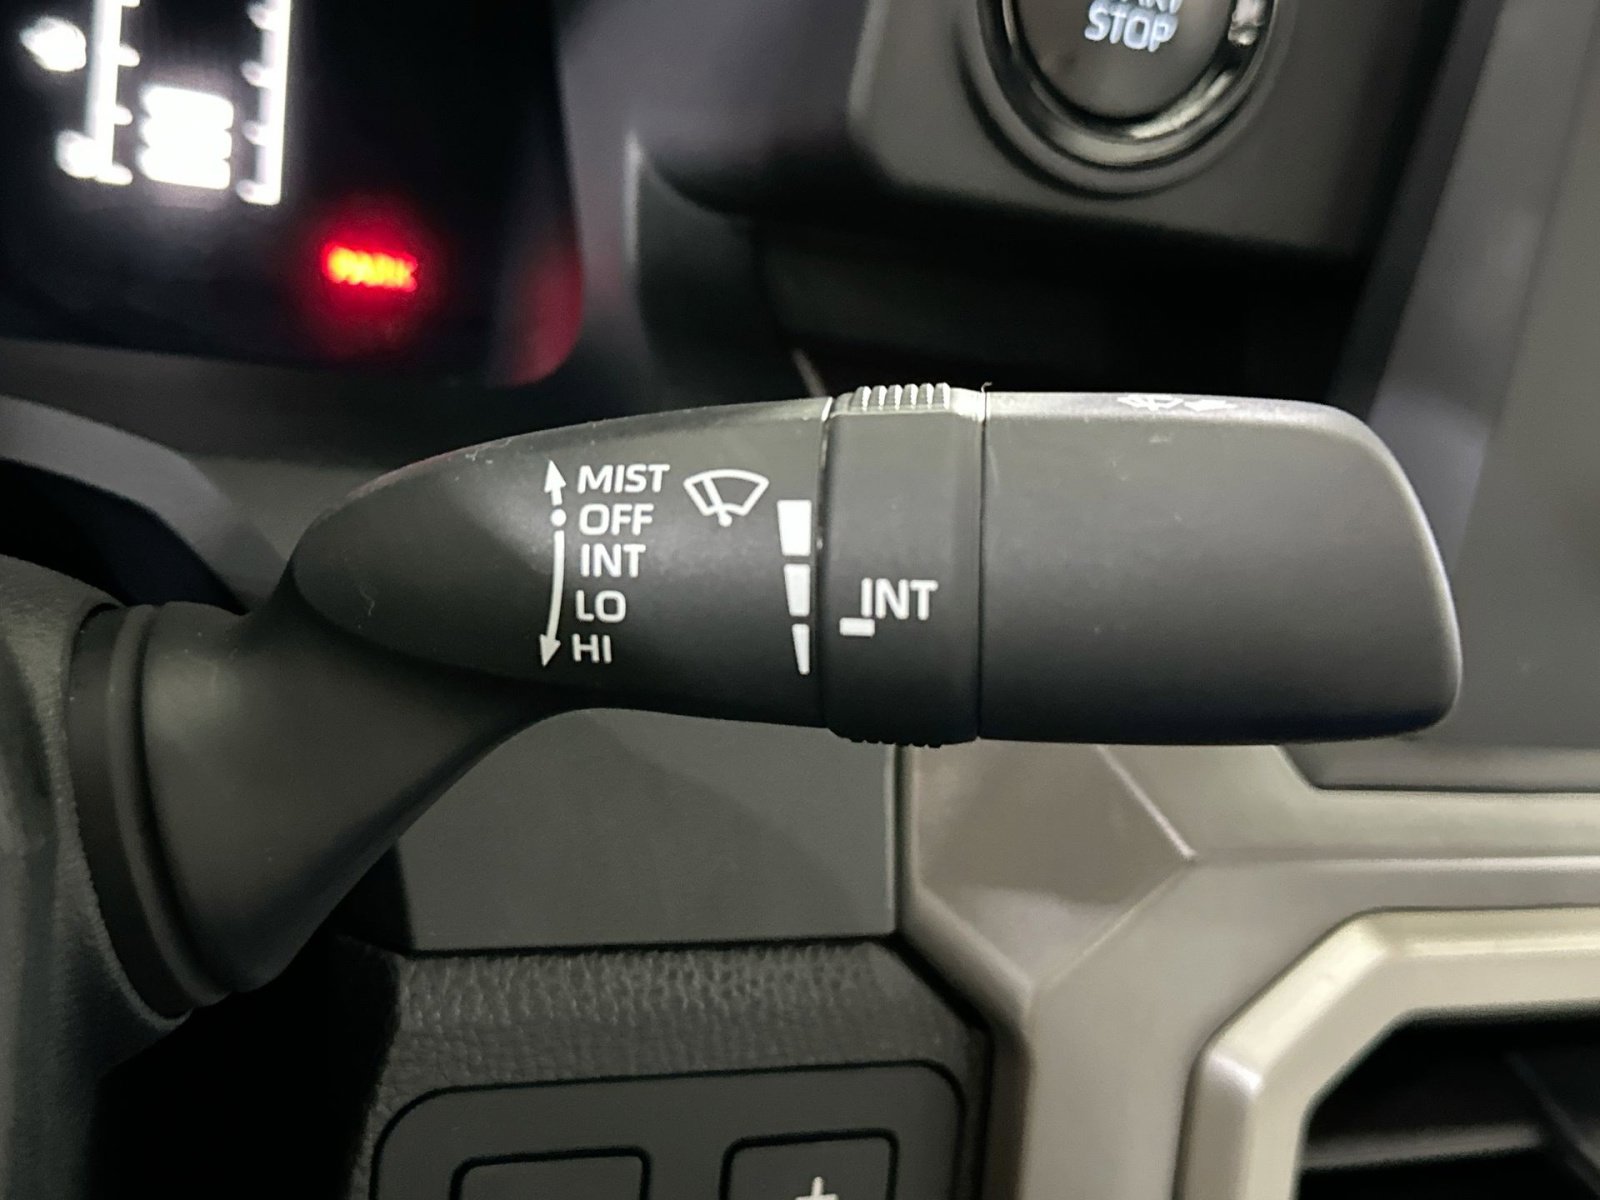 STOP
PARK
MIST
OFF
INT
LO
HI
INT